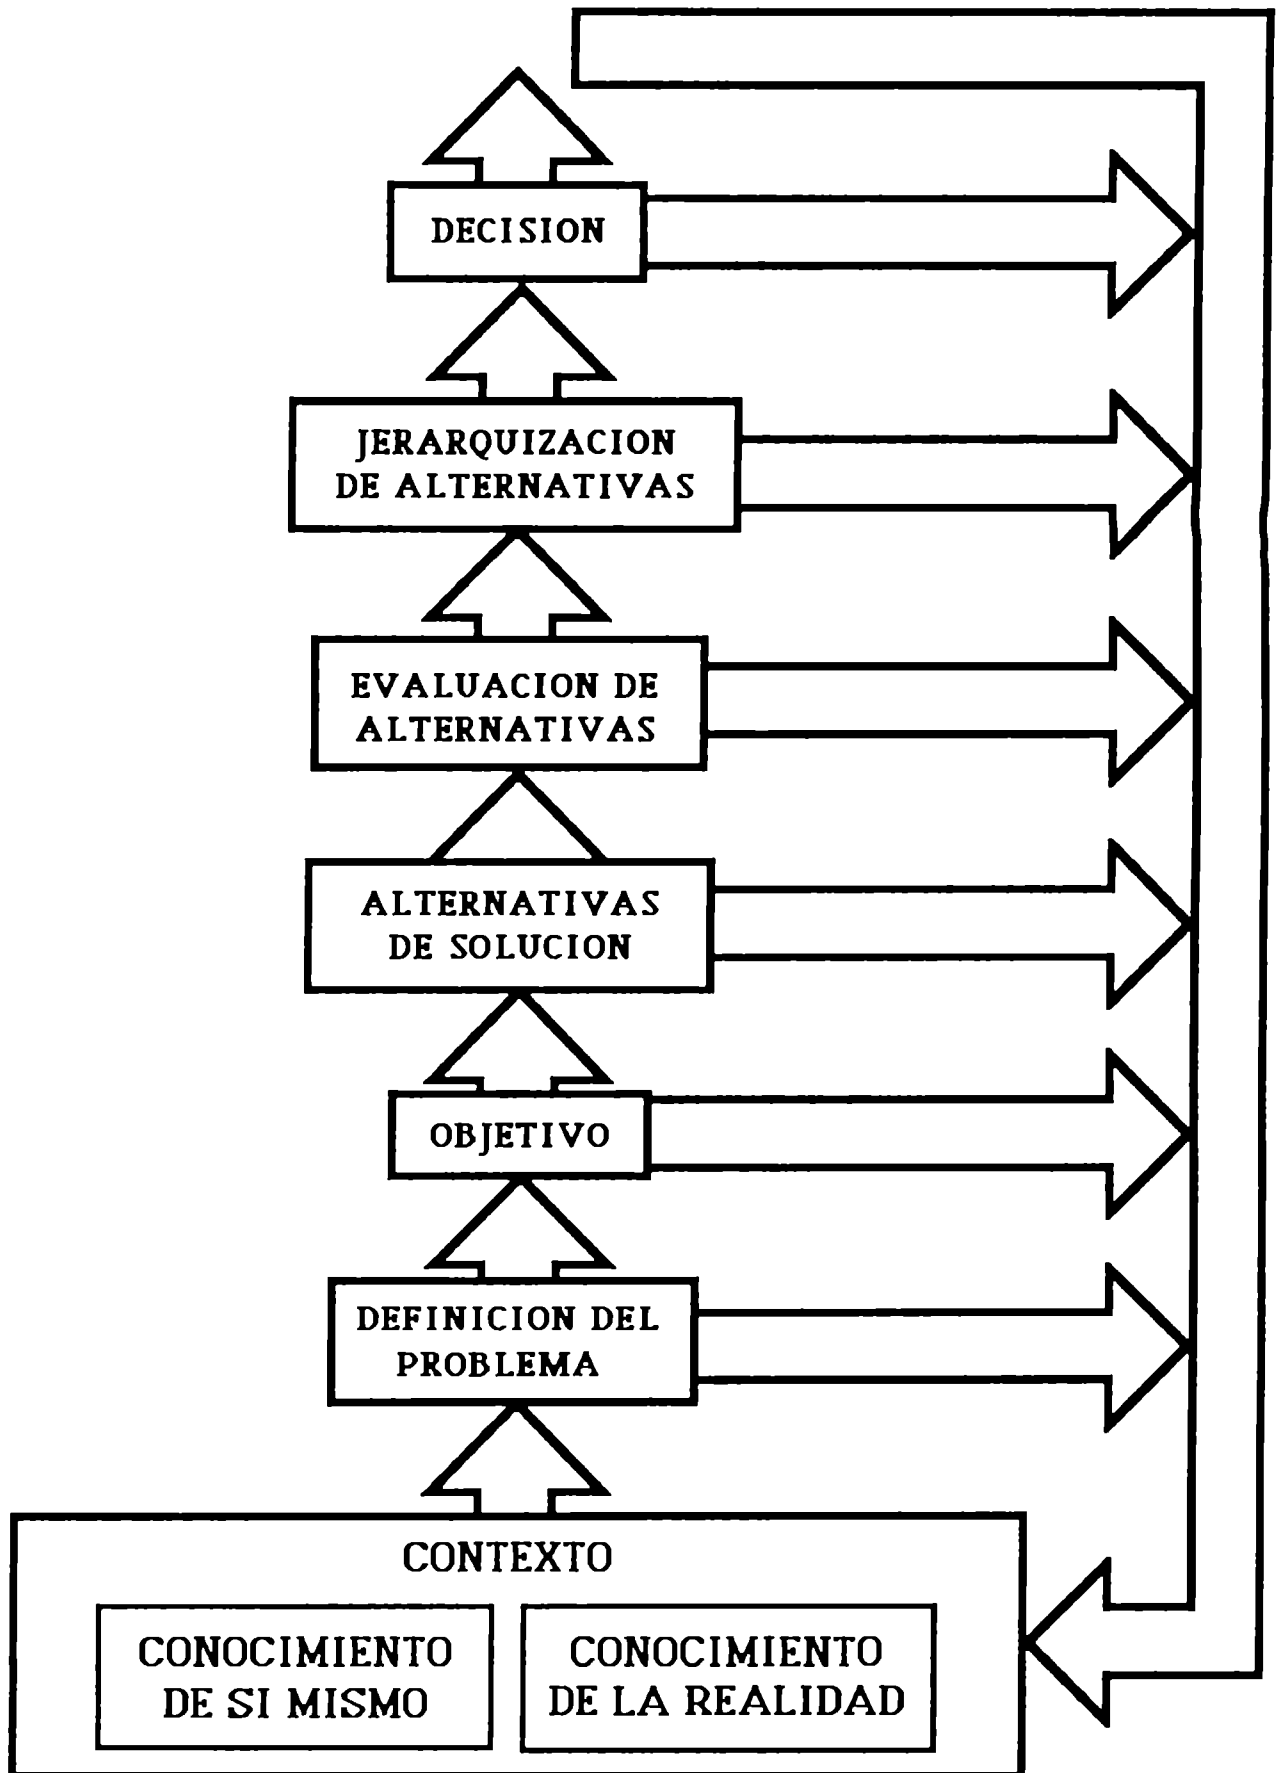 DECISION
JERARQUIZACION
DE ALTERNATIVAS
EVALUACION DE
ALTERNATIVAS
ALTERNATIVAS
DE SOLUCION
OBJETIVO
DEFINICION DEL
PROBLEMA
CONTEXTO
CONOCIMIENTO
DE SI MISMO
CONOCIMIENTO
DE LA REALIDAD